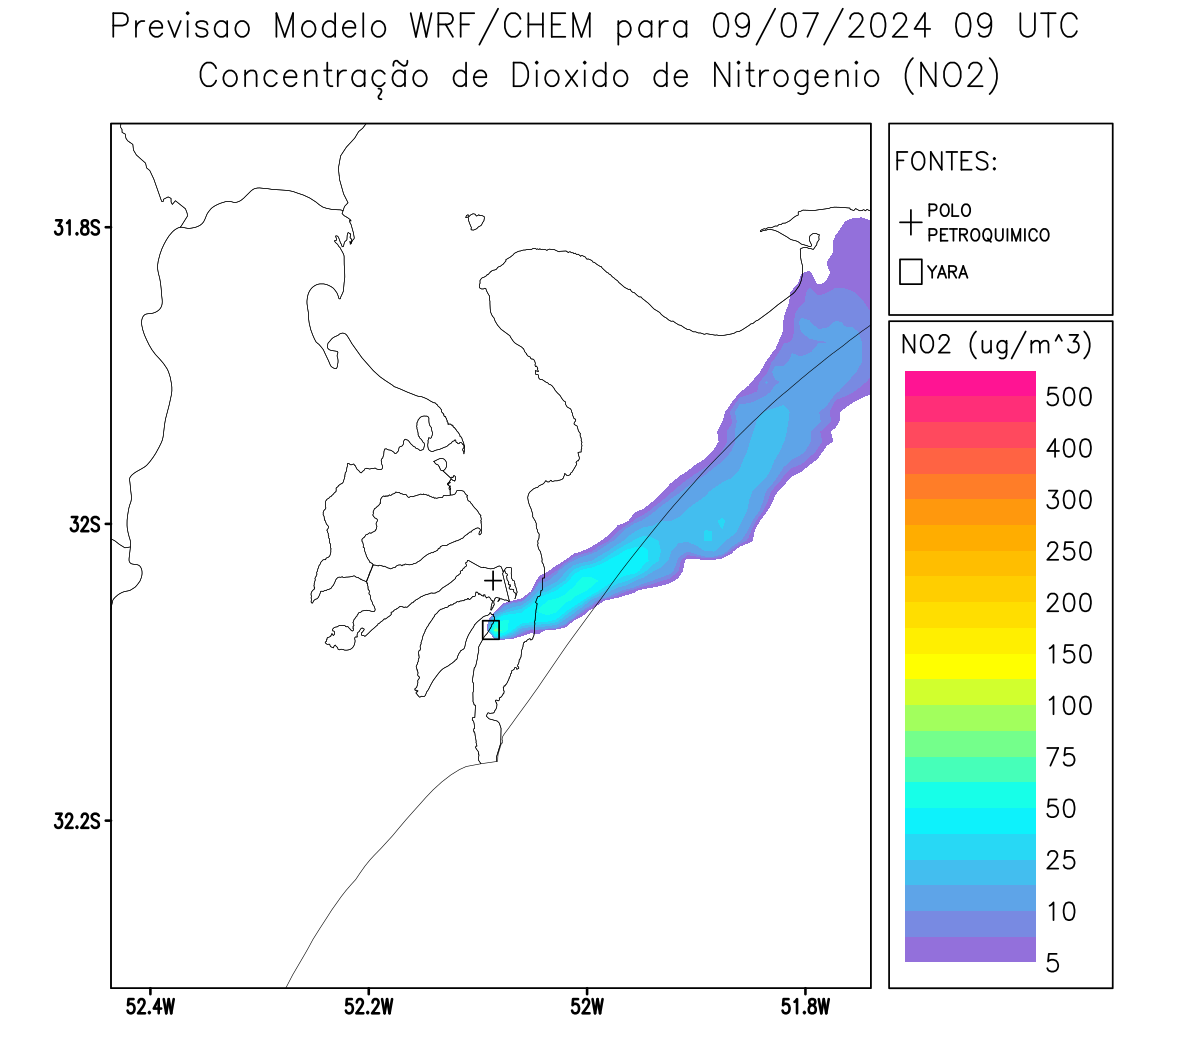 Previsao Modelo WRF/CHEM para 09/07/2024 09 UTC
Concentração de Dioxido de Nitrogenio (NO2)
FONTES:
POLO
PETROQUIMICO
YARA
NO2 (ug/m^3)
500
400
300
250
200
150
100
75
50
25
10
5
31.8S
32S
32.2S
52.4W
52.2W
52W
51.8W